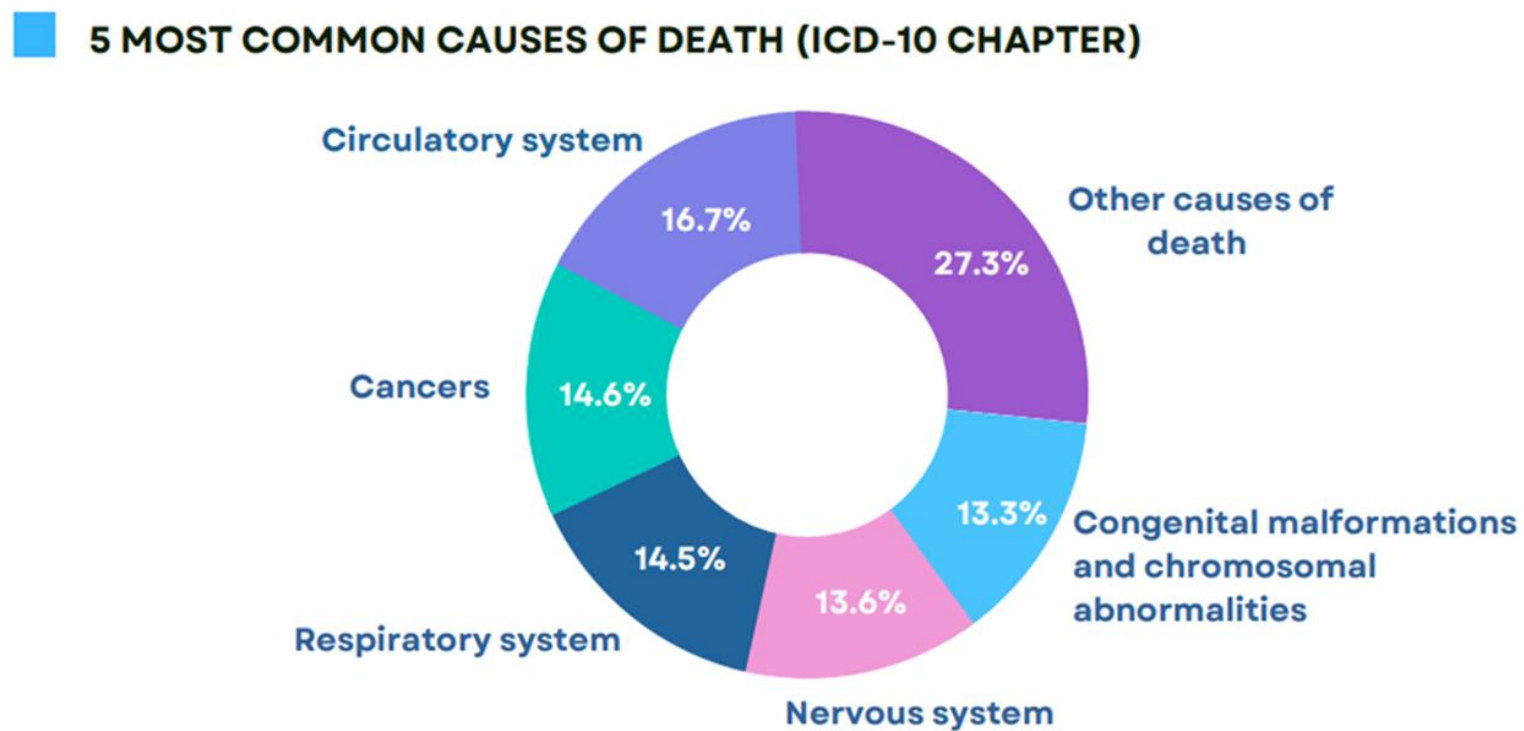 5 MOST COMMON CAUSES OF DEATH (ICD-10 CHAPTER)
Circulatory system
16.7%
Other causes of
death
27.3%
Cancers
14.6%
13.3%
Congenital malformations
and chromosomal
abnormalities
14.5%
13.6%
Respiratory system
Nervous system